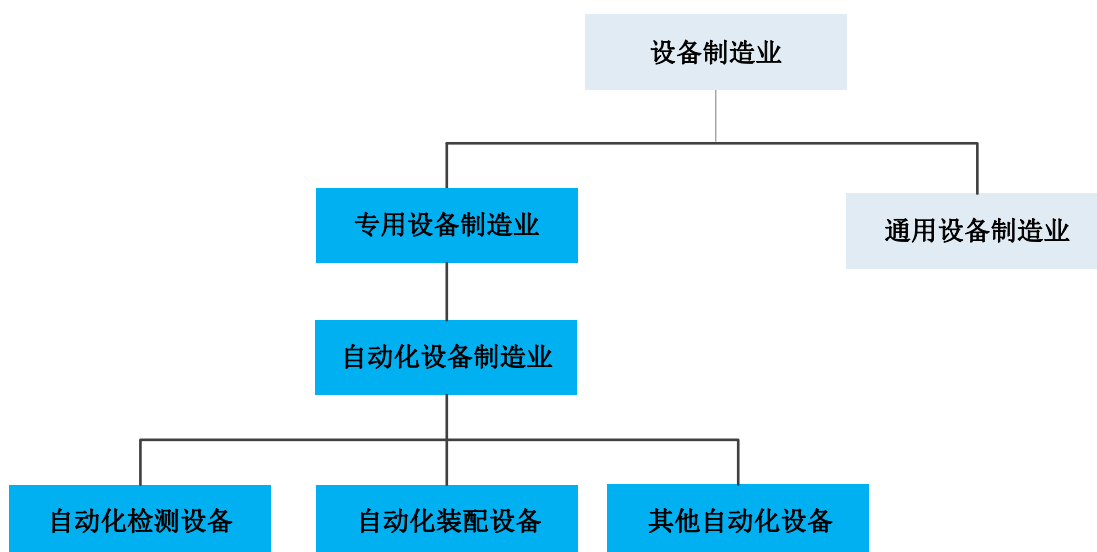 设备制造业
专用设备制造业
通用设备制造业
自动化设备制造业
自动化检测设备
自动化装配设备
其他自动化设备